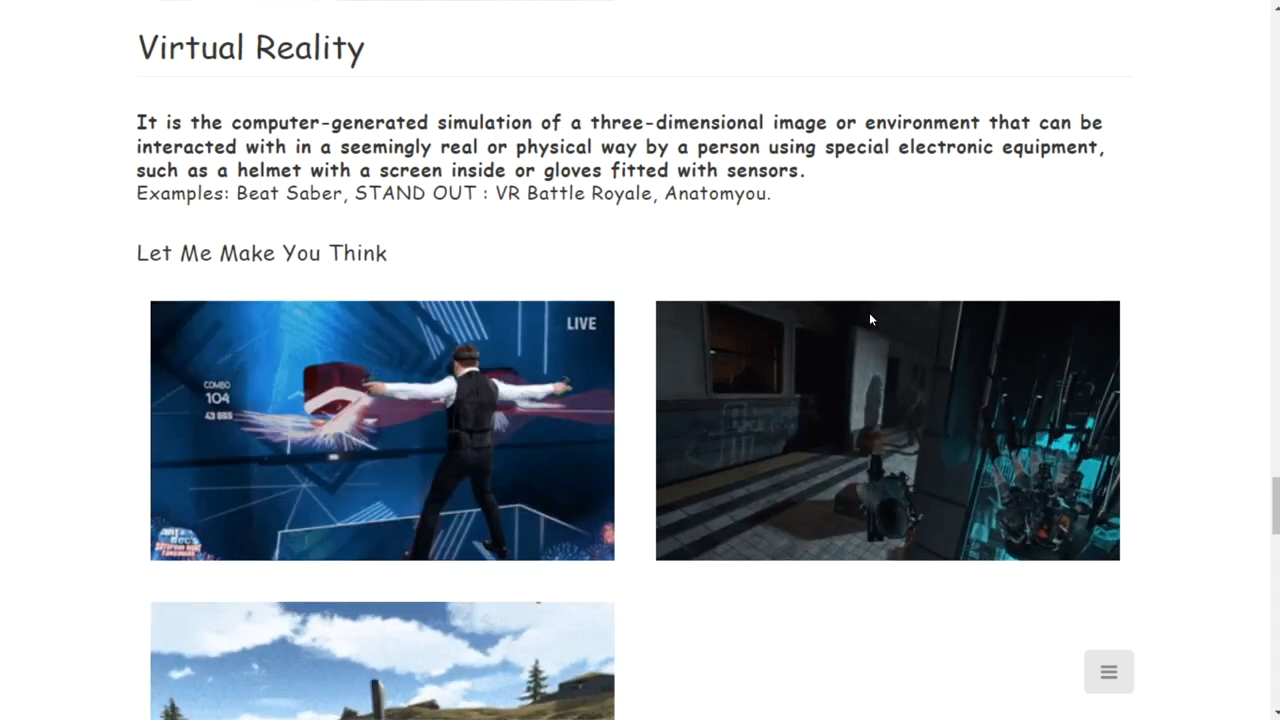 Virtual Reality
It is the computer-generated simulation of a three-dimensional image or environment that can be
interacted with in a seemingly real or physical way by a person using special electronic equipment,
such as a helmet with a screen inside or gloves fitted with sensors.
Examples: Beat Saber, STAND OUT : VR Battle Royale, Anatomyou.
Let Me Make You Think
LIVE
COMBO
104